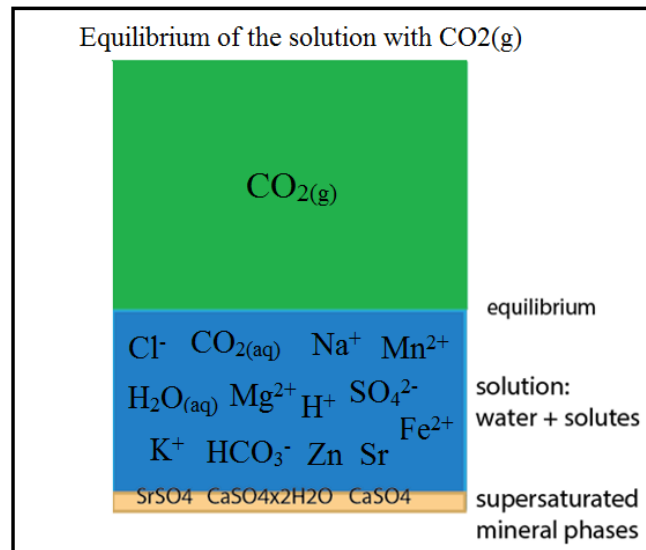 Equilibrium of the solution with CO2(g)
CO₂(g)
equilibrium
Cl⁻ CO₂(aq) Na⁺ Mn²⁺
H₂O(aq) Mg²⁺ H⁺ SO₄²⁻
Fe²⁺
K⁺ HCO₃⁻ Zn Sr
solution:
water + solutes
SrSO4 CaSO4x2H2O CaSO4
supersaturated
mineral phases